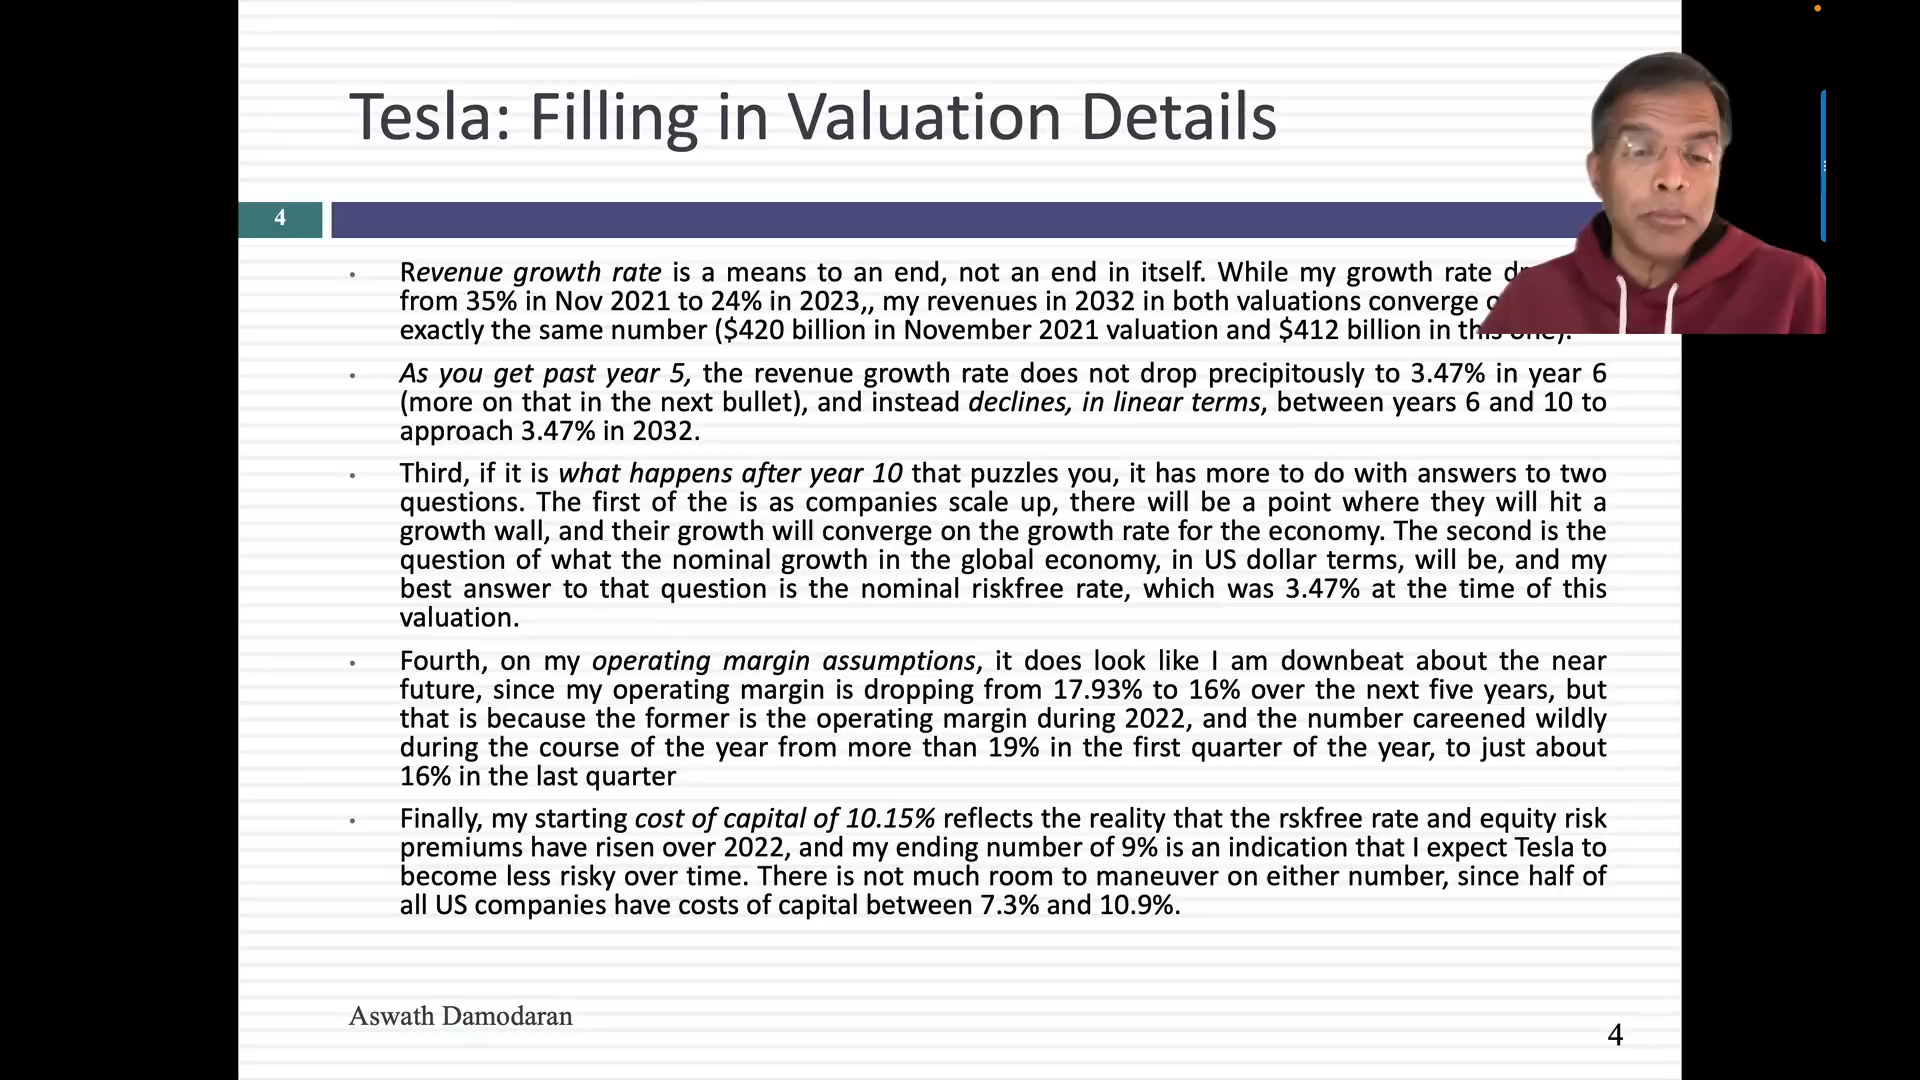 Tesla: Filling in Valuation Details
4
• Revenue growth rate is a means to an end, not an end in itself. While my growth rate
from 35% in Nov 2021 to 24% in 2023,, my revenues in 2032 in both valuations converge
exactly the same number ($420 billion in November 2021 valuation and $412 billion in this one).
• As you get past year 5, the revenue growth rate does not drop precipitously to 3.47% in year 6
(more on that in the next bullet), and instead declines, in linear terms, between years 6 and 10 to
approach 3.47% in 2032.
• Third, if it is what happens after year 10 that puzzles you, it has more to do with answers to two
questions. The first of the is as companies scale up, there will be a point where they will hit a
growth wall, and their growth will converge on the growth rate for the economy. The second is the
question of what the nominal growth in the global economy, in US dollar terms, will be, and my
best answer to that question is the nominal riskfree rate, which was 3.47% at the time of this
valuation.
• Fourth, on my operating margin assumptions, it does look like I am downbeat about the near
future, since my operating margin is dropping from 17.93% to 16% over the next five years, but
that is because the former is the operating margin during 2022, and the number careened wildly
during the course of the year from more than 19% in the first quarter of the year, to just about
16% in the last quarter
• Finally, my starting cost of capital of 10.15% reflects the reality that the rskfree rate and equity risk
premiums have risen over 2022, and my ending number of 9% is an indication that I expect Tesla to
become less risky over time. There is not much room to maneuver on either number, since half of
all US companies have costs of capital between 7.3% and 10.9%.
Aswath Damodaran
4